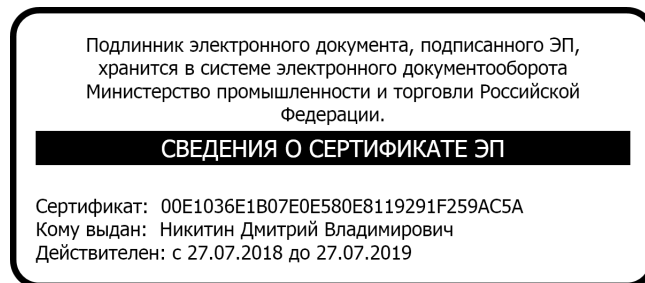 Подлинник электронного документа, подписанного ЭП,
хранится в системе электронного документооборота
Министерство промышленности и торговли Российской
Федерации.
СВЕДЕНИЯ О СЕРТИФИКАТЕ ЭП
Сертификат: 00E1036E1B07E0E580E8119291F259AC5A
Кому выдан: Никитин Дмитрий Владимирович
Действителен: с 27.07.2018 до 27.07.2019